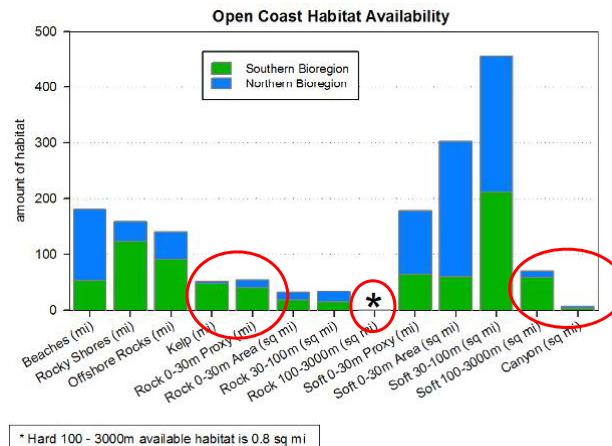 Open Coast Habitat Availability
500
400
300
200
100
0
amount of habitat
Southern Bioregion
Northern Bioregion
*
Beaches (mi)
Rocky Shores (mi)
Offshore Rocks (mi)
Kelp (mi)
Rock 0-30m Proxy (mi)
Rock 0-30m Area (sq mi)
Rock 30-100m (sq mi)
Rock 100-3000m (sq mi)
Soft 0-30m Proxy (mi)
Soft 0-30m Area (sq mi)
Soft 30-100m (sq mi)
Soft 100-3000m (sq mi)
Canyon (sq mi)
* Hard 100 - 3000m available habitat is 0.8 sq mi